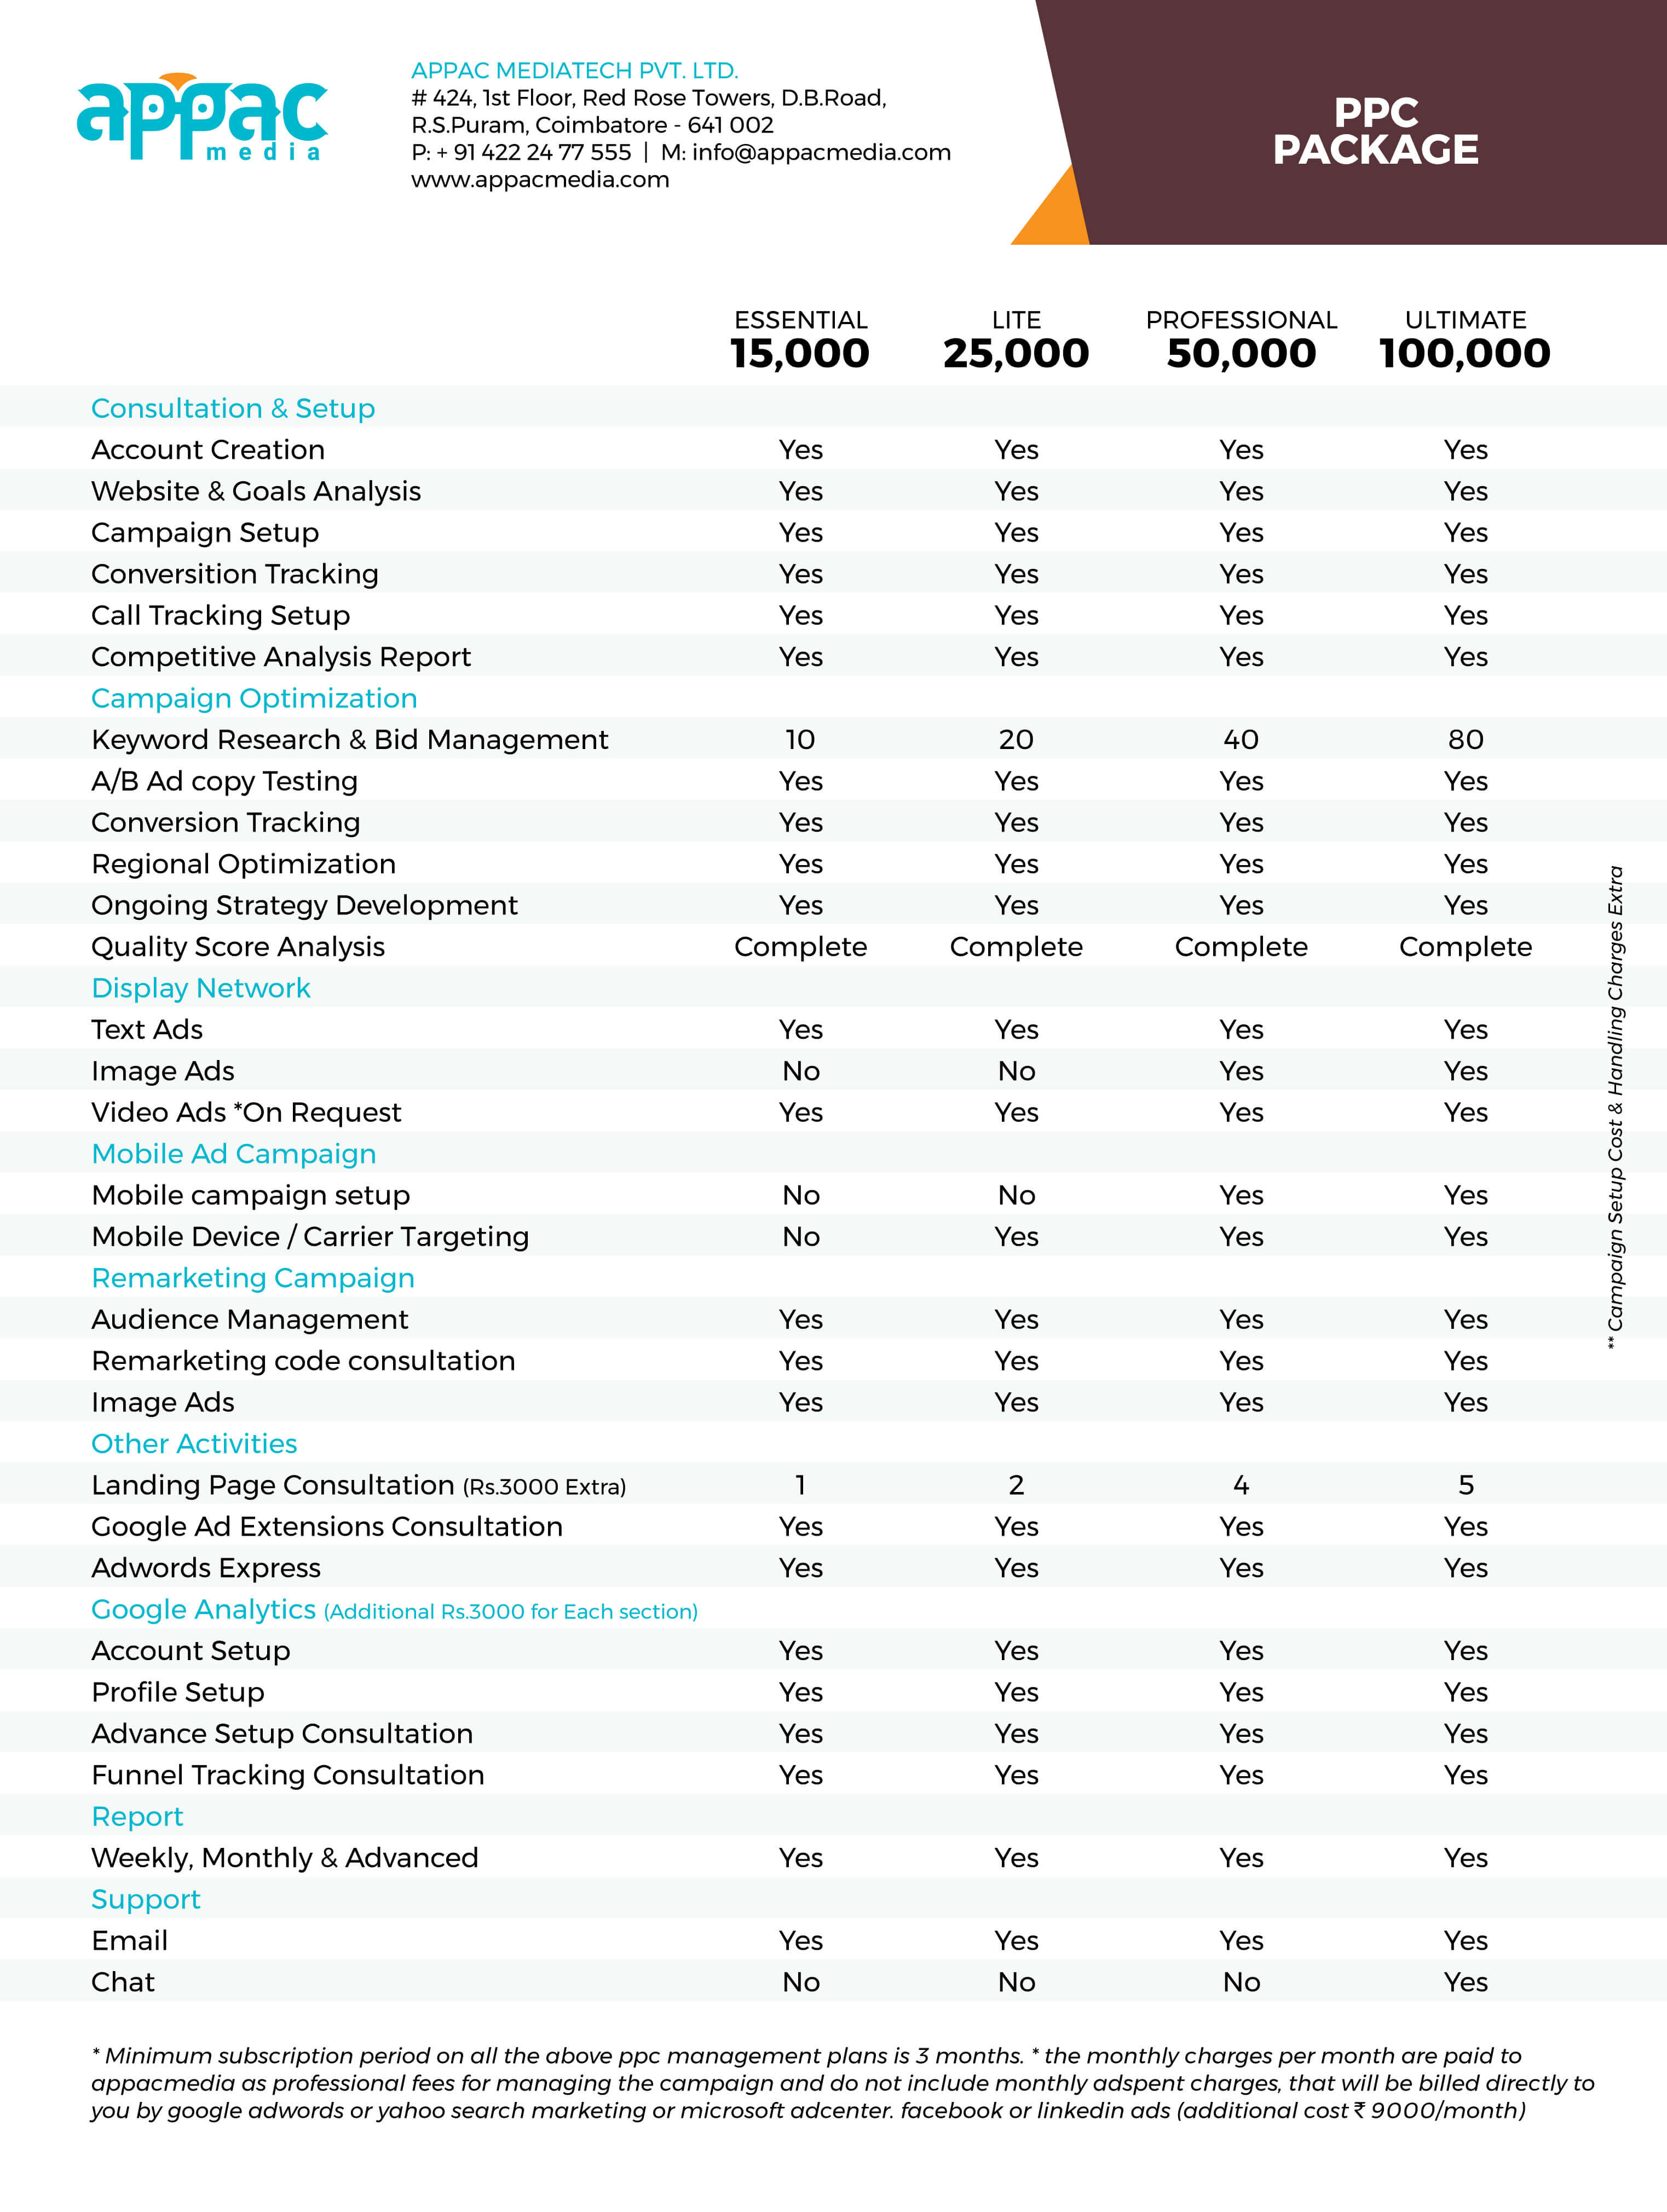 appac
media
APPAC MEDIATECH PVT. LTD.
# 424, 1st Floor, Red Rose Towers, D.B.Road,
R.S.Puram, Coimbatore - 641 002
P: + 91 422 24 77 555 | M: info@appacmedia.com
www.appacmedia.com
PPC
PACKAGE
ESSENTIAL LITE PROFESSIONAL ULTIMATE
15,000 25,000 50,000 100,000
Consultation & Setup
Account Creation Yes Yes Yes Yes
Website & Goals Analysis Yes Yes Yes Yes
Campaign Setup Yes Yes Yes Yes
Conversition Tracking Yes Yes Yes Yes
Call Tracking Setup Yes Yes Yes Yes
Competitive Analysis Report Yes Yes Yes Yes
Campaign Optimization
Keyword Research & Bid Management 10 20 40 80
A/B Ad copy Testing Yes Yes Yes Yes
Conversion Tracking Yes Yes Yes Yes
Regional Optimization Yes Yes Yes Yes
Ongoing Strategy Development Yes Yes Yes Yes
Quality Score Analysis Complete Complete Complete Complete
Display Network
Text Ads Yes Yes Yes Yes
Image Ads No No Yes Yes
Video Ads *On Request Yes Yes Yes Yes
Mobile Ad Campaign
Mobile campaign setup No No Yes Yes
Mobile Device / Carrier Targeting No Yes Yes Yes
Remarketing Campaign
Audience Management Yes Yes Yes Yes
Remarketing code consultation Yes Yes Yes Yes
Image Ads Yes Yes Yes Yes
Other Activities
Landing Page Consultation (Rs.3000 Extra) 1 2 4 5
Google Ad Extensions Consultation Yes Yes Yes Yes
Adwords Express Yes Yes Yes Yes
Google Analytics (Additional Rs.3000 for Each section)
Account Setup Yes Yes Yes Yes
Profile Setup Yes Yes Yes Yes
Advance Setup Consultation Yes Yes Yes Yes
Funnel Tracking Consultation Yes Yes Yes Yes
Report
Weekly, Monthly & Advanced Yes Yes Yes Yes
Support
Email Yes Yes Yes Yes
Chat No No No Yes
** Campaign Setup Cost & Handling Charges Extra
* Minimum subscription period on all the above ppc management plans is 3 months. * the monthly charges per month are paid to
appacmedia as professional fees for managing the campaign and do not include monthly adspent charges, that will be billed directly to
you by google adwords or yahoo search marketing or microsoft adcenter. facebook or linkedin ads (additional cost ₹ 9000/month)